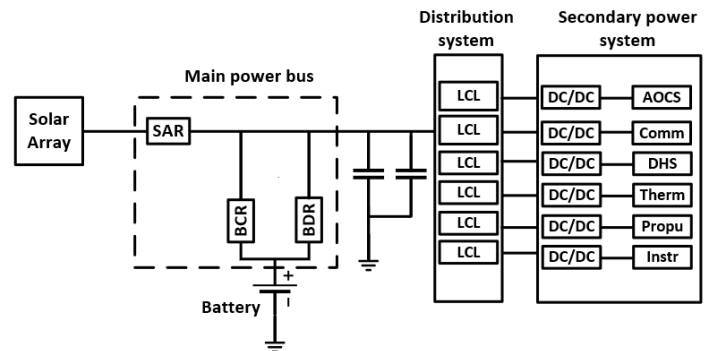 Distribution
system
Secondary power
system
Main power bus
Solar
Array
SAR
BCR
BDR
+
Battery
LCL
DC/DC
AOCS
LCL
DC/DC
Comm
LCL
DC/DC
DHS
LCL
DC/DC
Therm
LCL
DC/DC
Propu
LCL
DC/DC
Instr